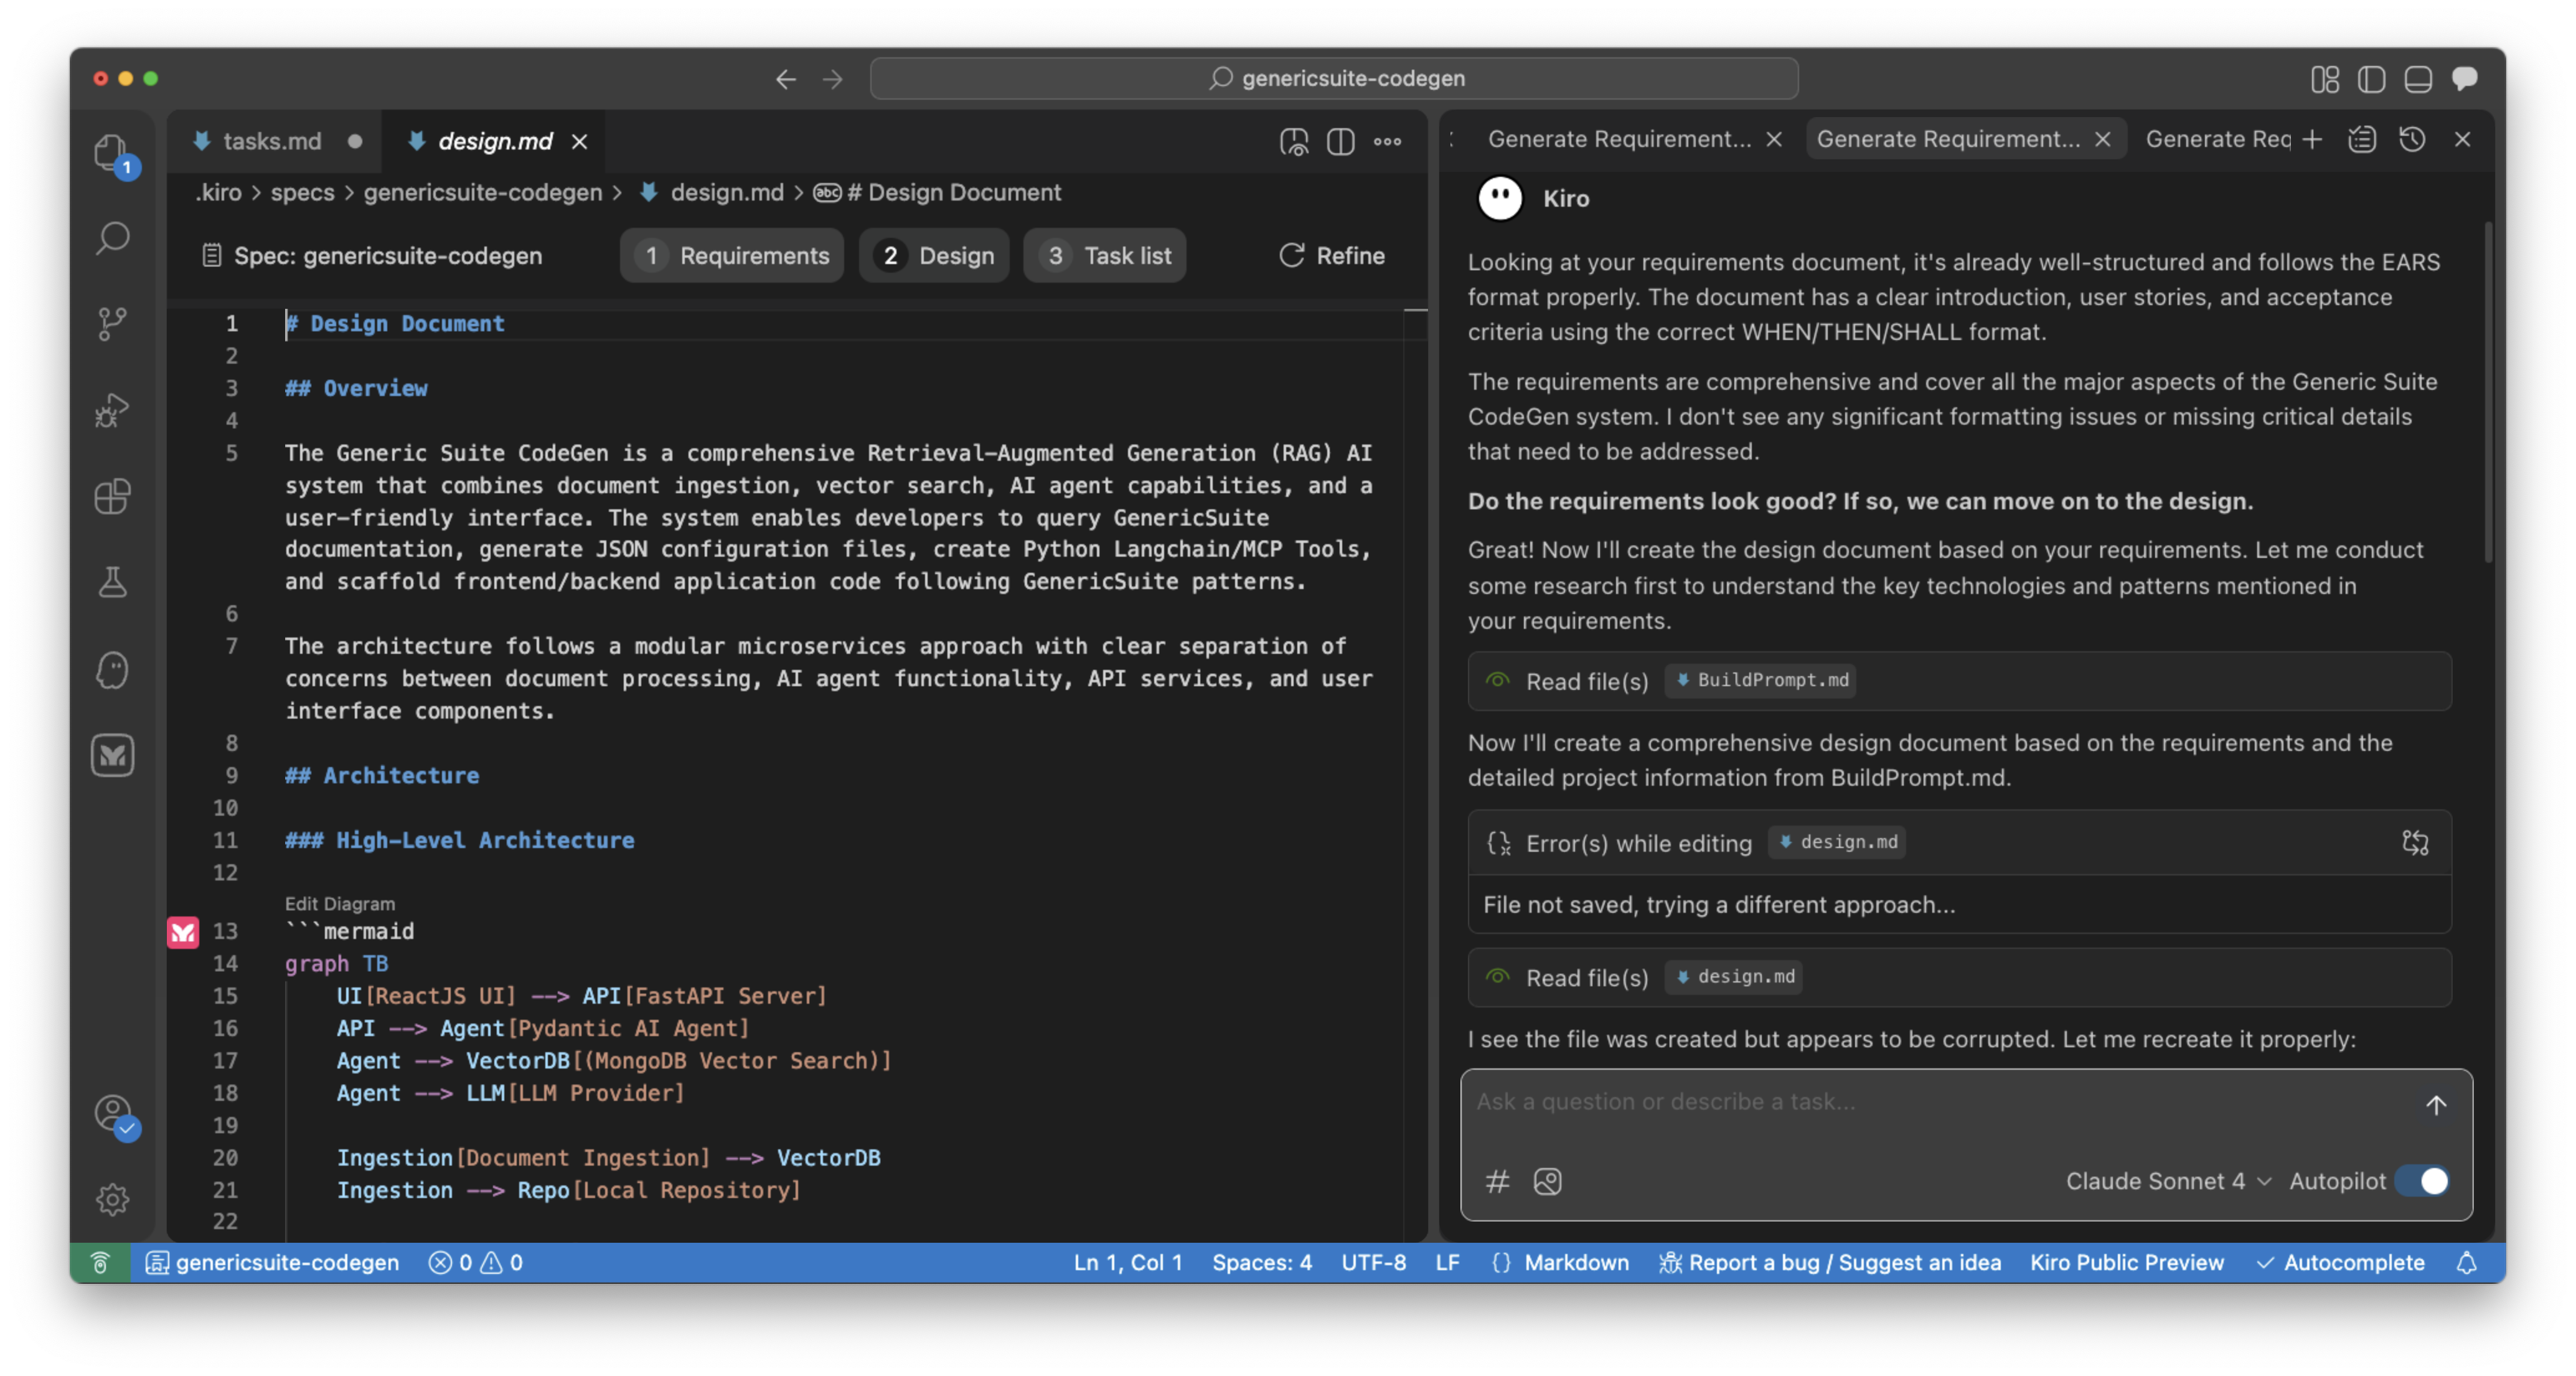 genericsuite-codegen
tasks.md
design.md
.kiro > specs > genericsuite-codegen > design.md > abc # Design Document
Spec: genericsuite-codegen
1 Requirements
2 Design
3 Task list
Refine
1 # Design Document
2
3 ## Overview
4
5 The Generic Suite CodeGen is a comprehensive Retrieval-Augmented Generation (RAG) AI
system that combines document ingestion, vector search, AI agent capabilities, and a
user-friendly interface. The system enables developers to query GenericSuite
documentation, generate JSON configuration files, create Python Langchain/MCP Tools,
and scaffold frontend/backend application code following GenericSuite patterns.
6
7 The architecture follows a modular microservices approach with clear separation of
concerns between document processing, AI agent functionality, API services, and user
interface components.
8
9 ## Architecture
10
11 ### High-Level Architecture
12
Edit Diagram
13 ```mermaid
14 graph TB
15 UI[ReactJS UI] --> API[FastAPI Server]
16 API --> Agent[Pydantic AI Agent]
17 Agent --> VectorDB[(MongoDB Vector Search)]
18 Agent --> LLM[LLM Provider]
19
20 Ingestion[Document Ingestion] --> VectorDB
21 Ingestion --> Repo[Local Repository]
22
1
Generate Requirement...
Generate Requirement...
Generate Req
Kiro
Looking at your requirements document, it's already well-structured and follows the EARS
format properly. The document has a clear introduction, user stories, and acceptance
criteria using the correct WHEN/THEN/SHALL format.
The requirements are comprehensive and cover all the major aspects of the Generic Suite
CodeGen system. I don't see any significant formatting issues or missing critical details
that need to be addressed.
Do the requirements look good? If so, we can move on to the design.
Great! Now I'll create the design document based on your requirements. Let me conduct
some research first to understand the key technologies and patterns mentioned in
your requirements.
Read file(s) BuildPrompt.md
Now I'll create a comprehensive design document based on the requirements and the
detailed project information from BuildPrompt.md.
Error(s) while editing design.md
File not saved, trying a different approach...
Read file(s) design.md
I see the file was created but appears to be corrupted. Let me recreate it properly:
Ask a question or describe a task...
# Claude Sonnet 4 Autopilot
genericsuite-codegen 0 0 Ln 1, Col 1 Spaces: 4 UTF-8 LF {} Markdown Report a bug / Suggest an idea Kiro Public Preview Autocomplete